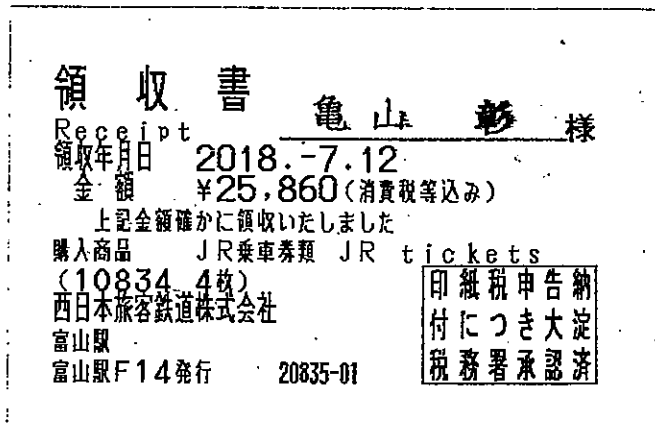 領収書
亀山 彰 様
Receipt
領収年月日 2018.-7.12
金額 ¥25,860(消費税等込み)
上記金額確かに領収いたしました
購入商品 JR乗車券類 JR tickets
(10834 4枚)
西日本旅客鉄道株式会社
富山駅
富山駅F14発行 20835-01
印紙税申告納
付につき大淀
税務署承認済